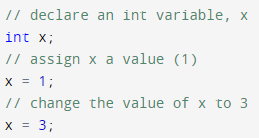 // declare an int variable, x
int x;
// assign x a value (1)
x = 1;
// change the value of x to 3
x = 3;